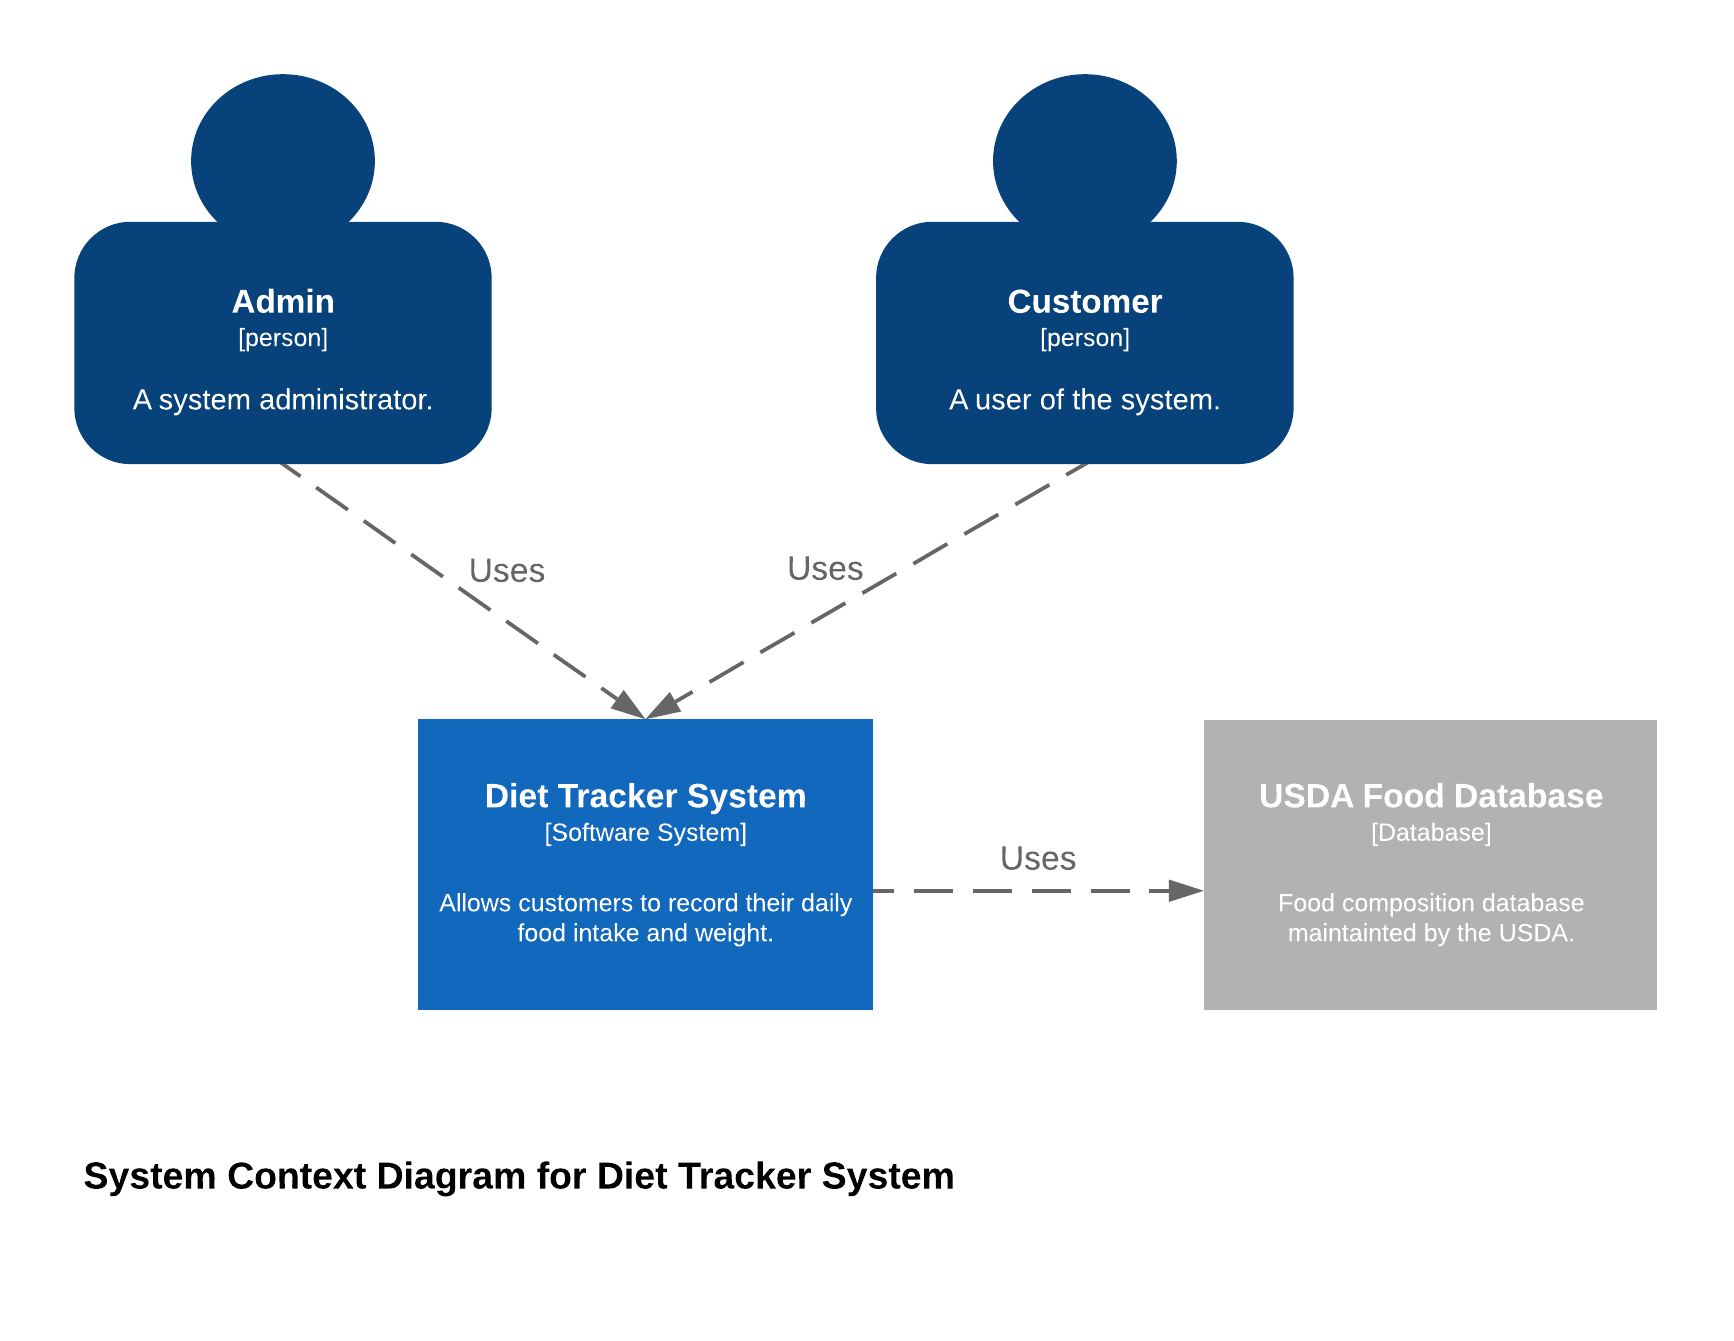 Admin
[person]
A system administrator.
Customer
[person]
A user of the system.
Uses
Uses
Diet Tracker System
[Software System]
Allows customers to record their daily
food intake and weight.
Uses
USDA Food Database
[Database]
Food composition database
maintainted by the USDA.
System Context Diagram for Diet Tracker System